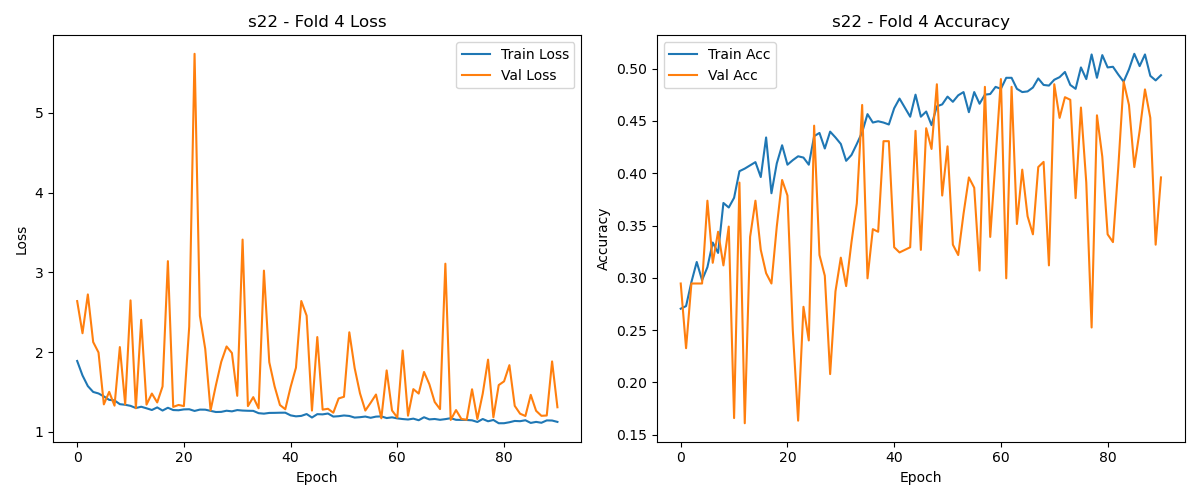 s22 - Fold 4 Loss
Train Loss
Val Loss
5
4
3
2
1
Loss
0
20
40
60
80
Epoch
s22 - Fold 4 Accuracy
Train Acc
Val Acc
0.50
0.45
0.40
0.35
0.30
0.25
0.20
0.15
Accuracy
0
20
40
60
80
Epoch